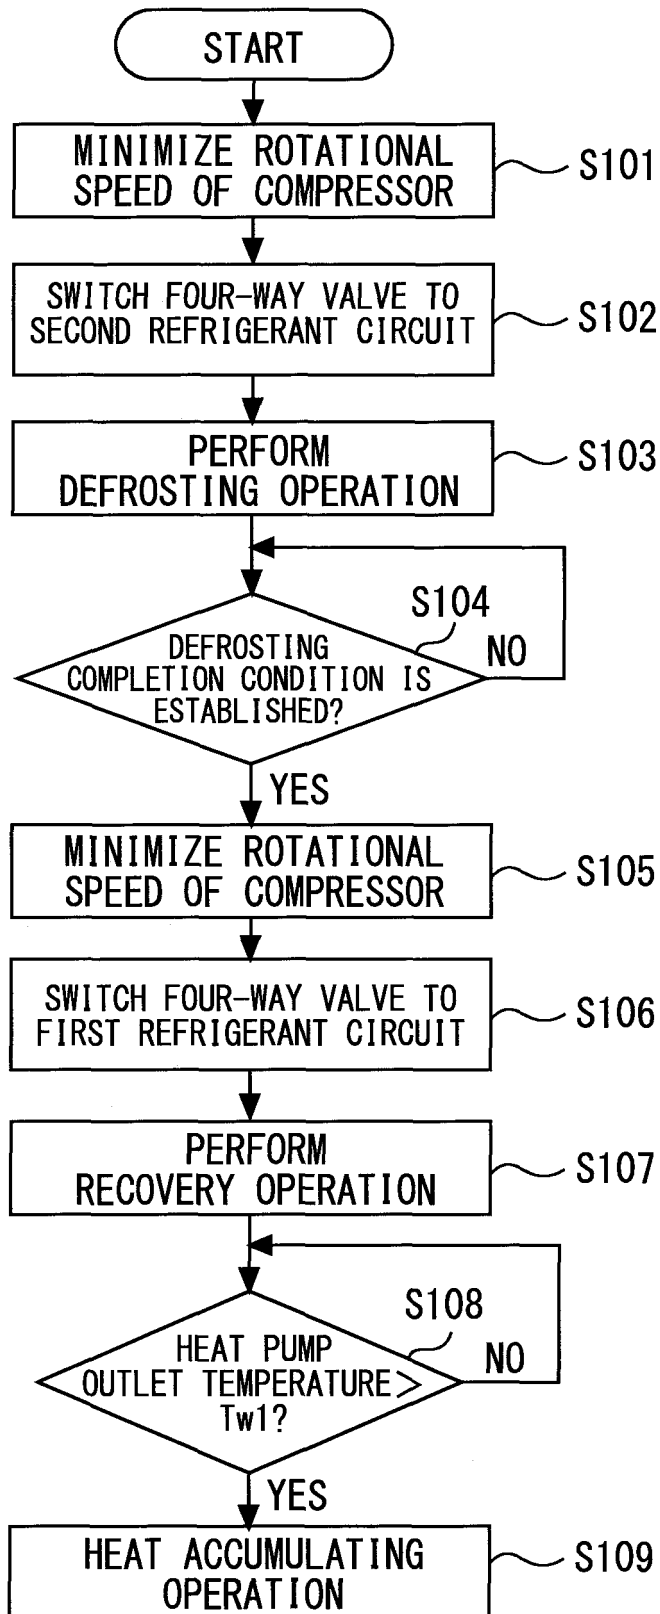 START
MINIMIZE ROTATIONAL
SPEED OF COMPRESSOR
S101
SWITCH FOUR-WAY VALVE TO
SECOND REFRIGERANT CIRCUIT
S102
PERFORM
DEFROSTING OPERATION
S103
S104
DEFROSTING
COMPLETION CONDITION IS
ESTABLISHED?
NO
YES
MINIMIZE ROTATIONAL
SPEED OF COMPRESSOR
S105
SWITCH FOUR-WAY VALVE TO
FIRST REFRIGERANT CIRCUIT
S106
PERFORM
RECOVERY OPERATION
S107
S108
HEAT PUMP
OUTLET TEMPERATURE >
Tw1?
NO
YES
HEAT ACCUMULATING
OPERATION
S109